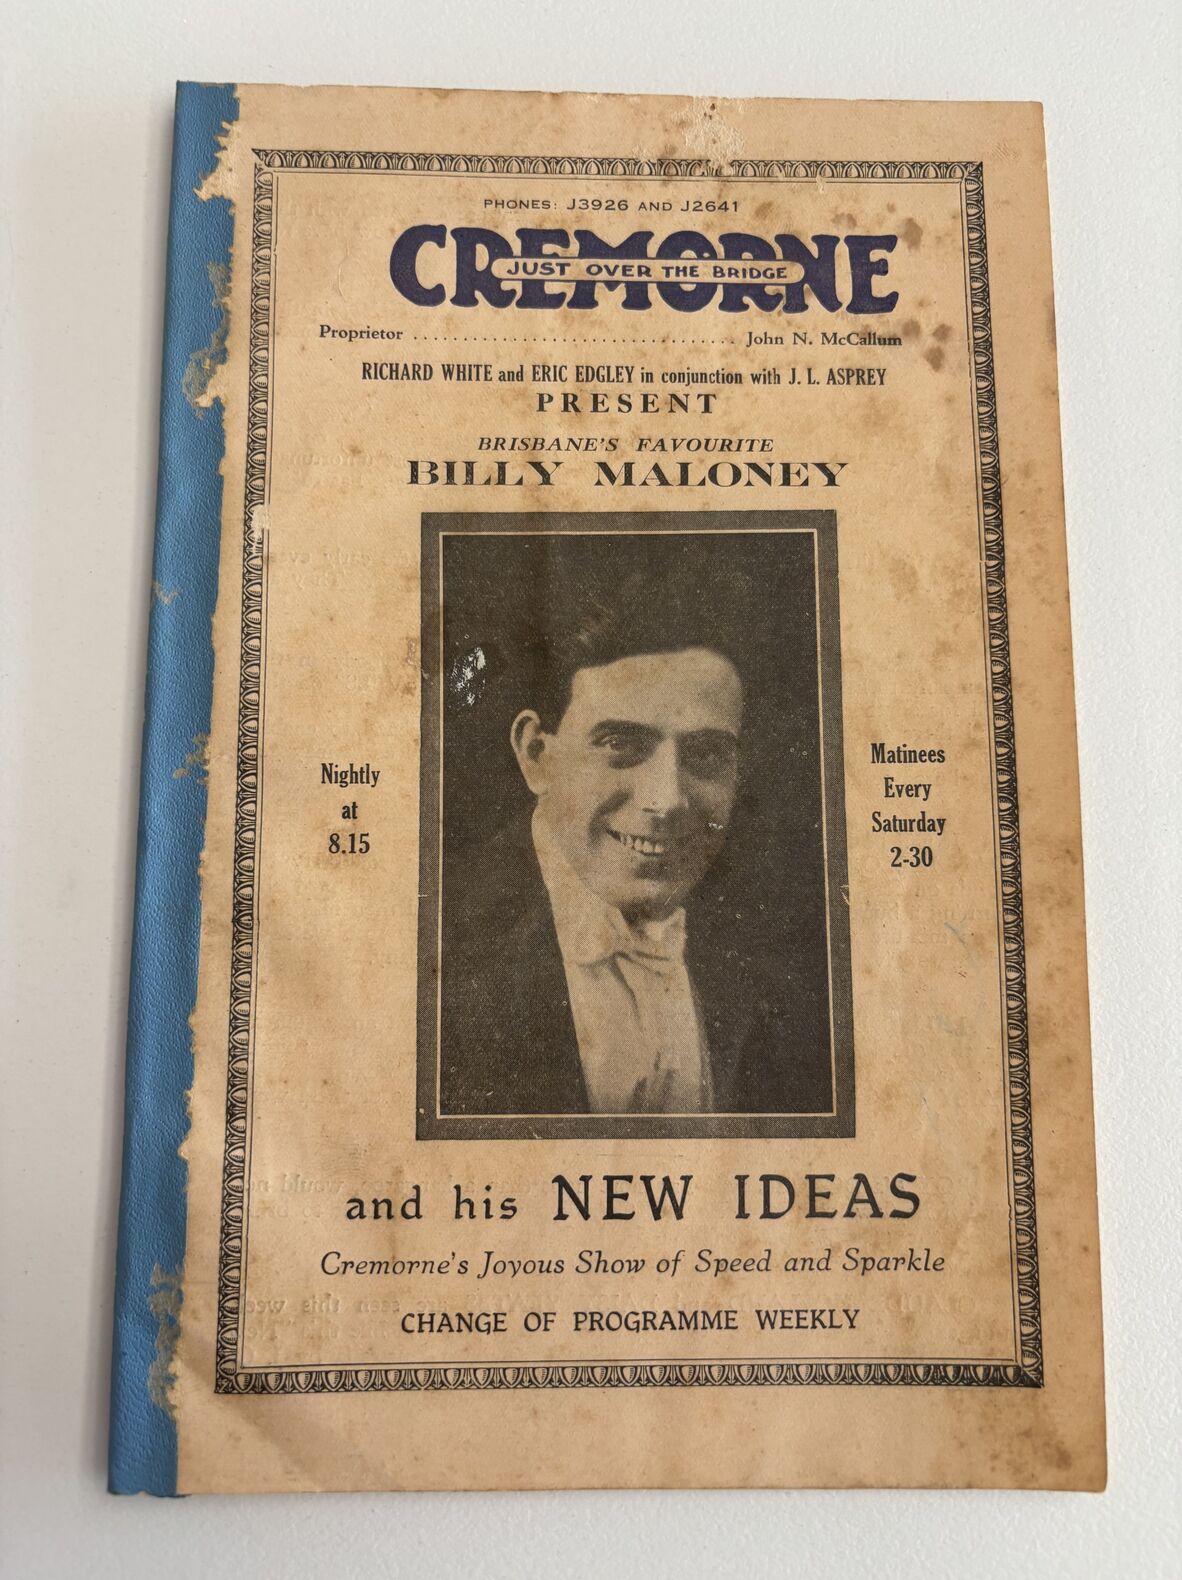 PHONES: J3926 AND J2641
CREMORNE
JUST OVER THE BRIDGE
Proprietor ................................. John N. McCallum
RICHARD WHITE and ERIC EDGLEY in conjunction with J. L. ASPREY
PRESENT
BRISBANE'S FAVOURITE
BILLY MALONEY
Nightly
at
8.15
Matinees
Every
Saturday
2-30
and his NEW IDEAS
Cremorne's Joyous Show of Speed and Sparkle
CHANGE OF PROGRAMME WEEKLY